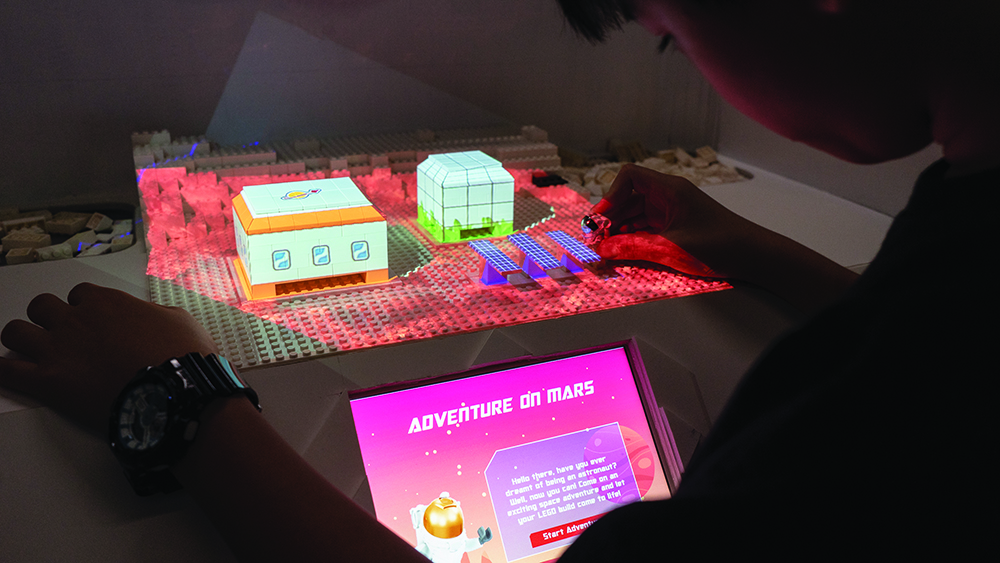 ADVENTURE ON MARS
Hello there, have you ever
dreamt of being an astronaut?
Well, now you can! Come on an
exciting space adventure and let
your LEGO build come to life!
Start